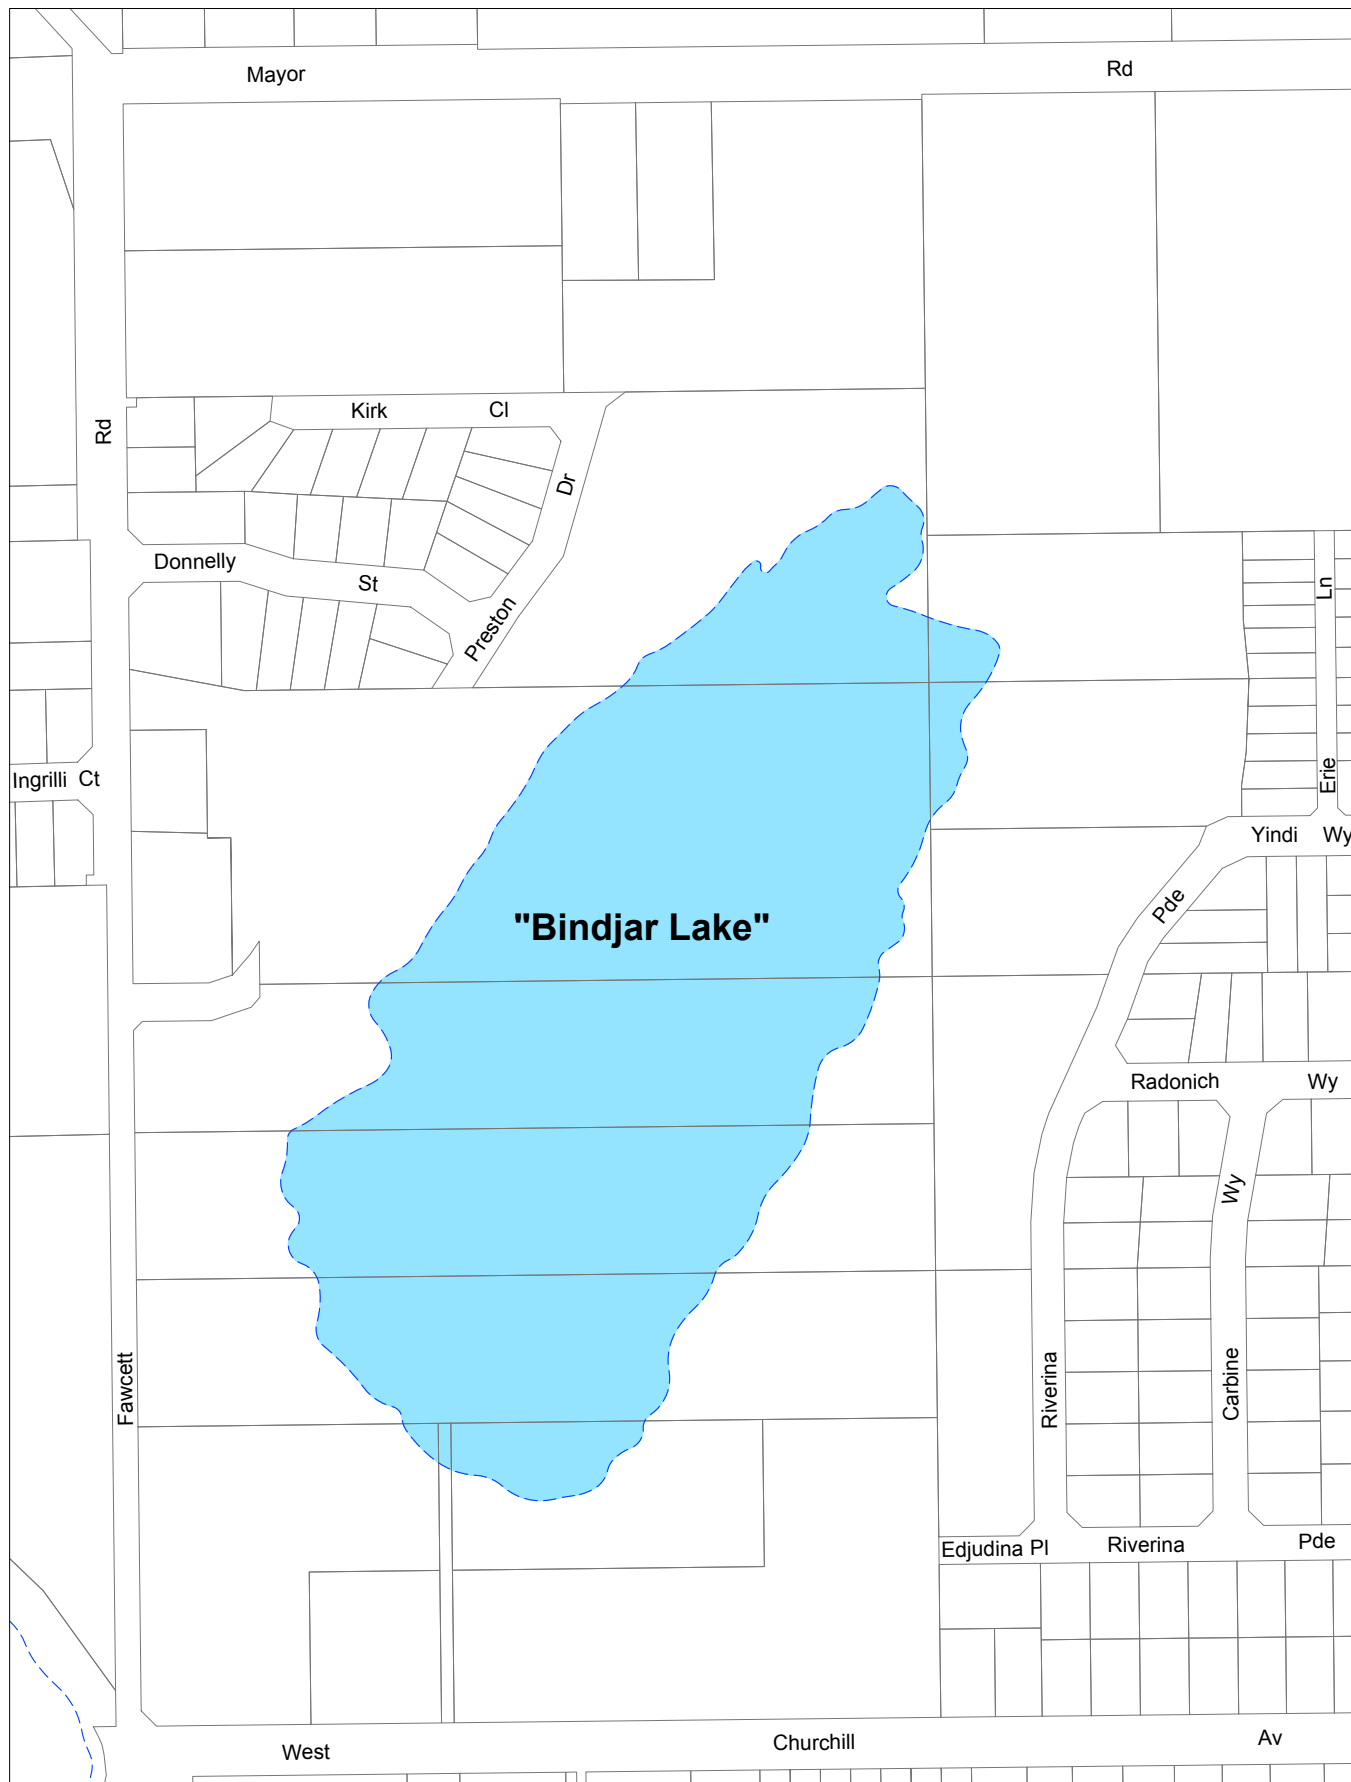 Mayor Rd
Kirk Cl
Rd
Dr
Donnelly St
Preston
Ln
Ingrilli Ct
Erie
Yindi Wy
Pde
"Bindjar Lake"
Radonich Wy
Wy
Fawcett
Riverina
Carbine
Edjudina Pl
Riverina Pde
West Churchill Av